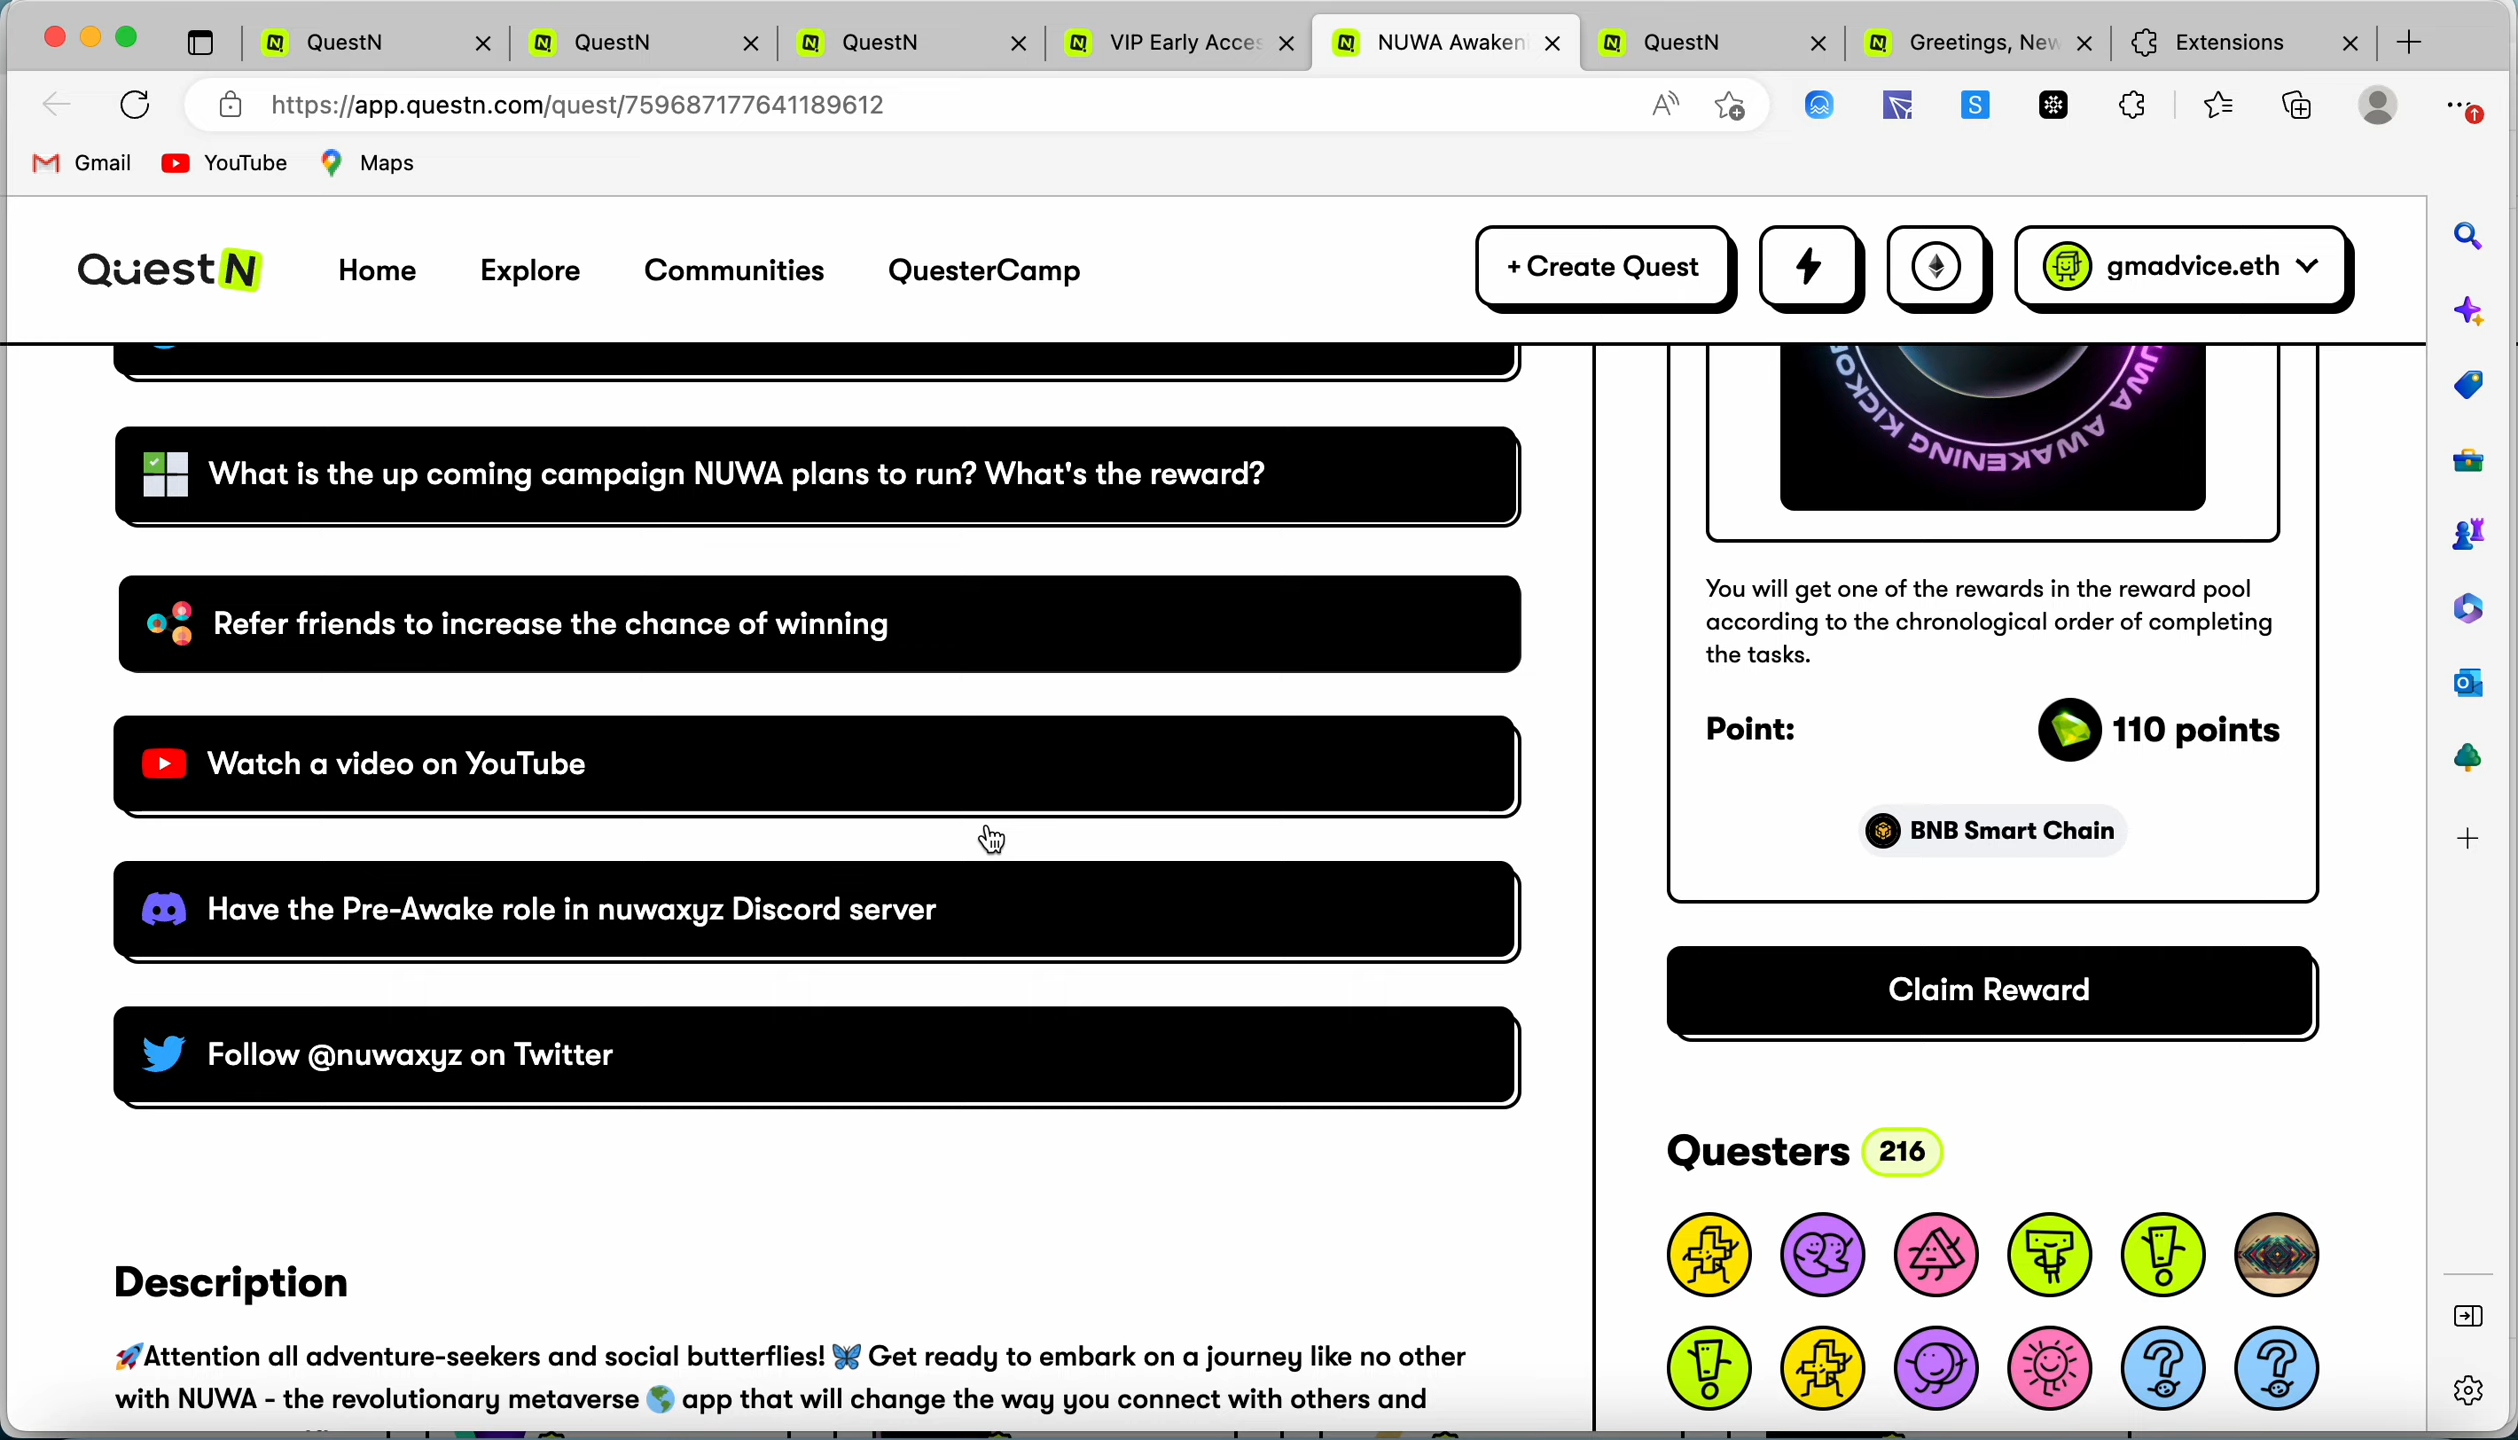 QuestN
QuestN
QuestN
VIP Early Acces
NUWA Awaken
QuestN
Greetings, New
Extensions
https://app.questn.com/quest/759687177641189612
Gmail
YouTube
Maps
QuestN
Home
Explore
Communities
QuesterCamp
+ Create Quest
gmadvice.eth
What is the up coming campaign NUWA plans to run? What's the reward?
Refer friends to increase the chance of winning
Watch a video on YouTube
Have the Pre-Awake role in nuwaxyz Discord server
Follow @nuwaxyz on Twitter
Description
🚀Attention all adventure-seekers and social butterflies! 🦋 Get ready to embark on a journey like no other
with NUWA - the revolutionary metaverse 🌎 app that will change the way you connect with others and
UWA AWAKENING KICKO
You will get one of the rewards in the reward pool
according to the chronological order of completing
the tasks.
Point:
110 points
BNB Smart Chain
Claim Reward
Questers 216